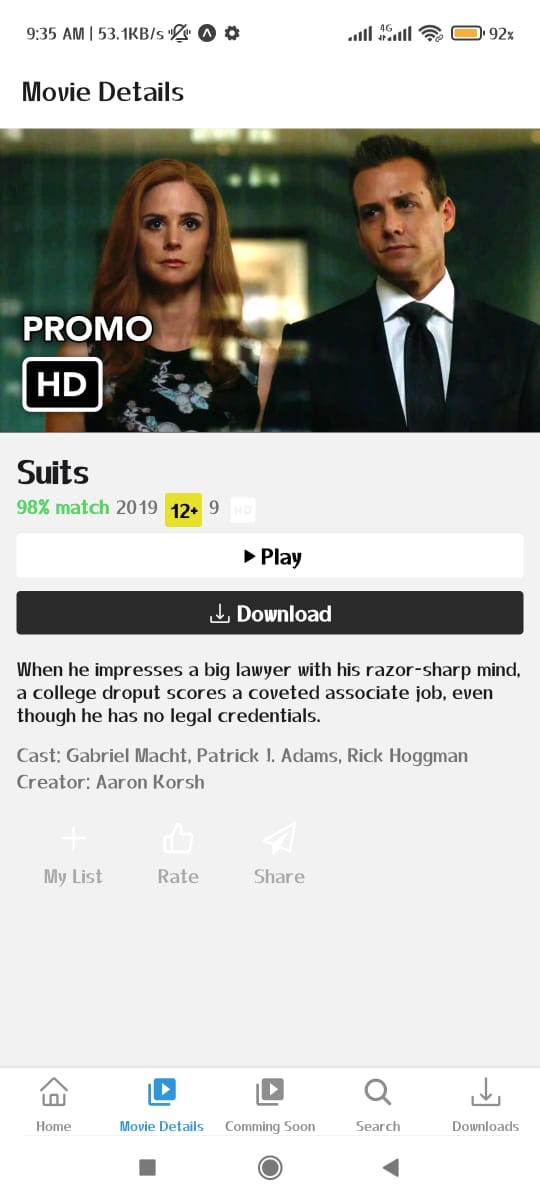 9:35 AM | 53.1KB/s 4G 92%
Movie Details
PROMO
HD
Suits
98% match 2019 12+ 9 HD
Play
Download
When he impresses a big lawyer with his razor-sharp mind,
a college droput scores a coveted associate job, even
though he has no legal credentials.
Cast: Gabriel Macht, Patrick J. Adams, Rick Hoggman
Creator: Aaron Korsh
My List Rate Share
Home Movie Details Comming Soon Search Downloads